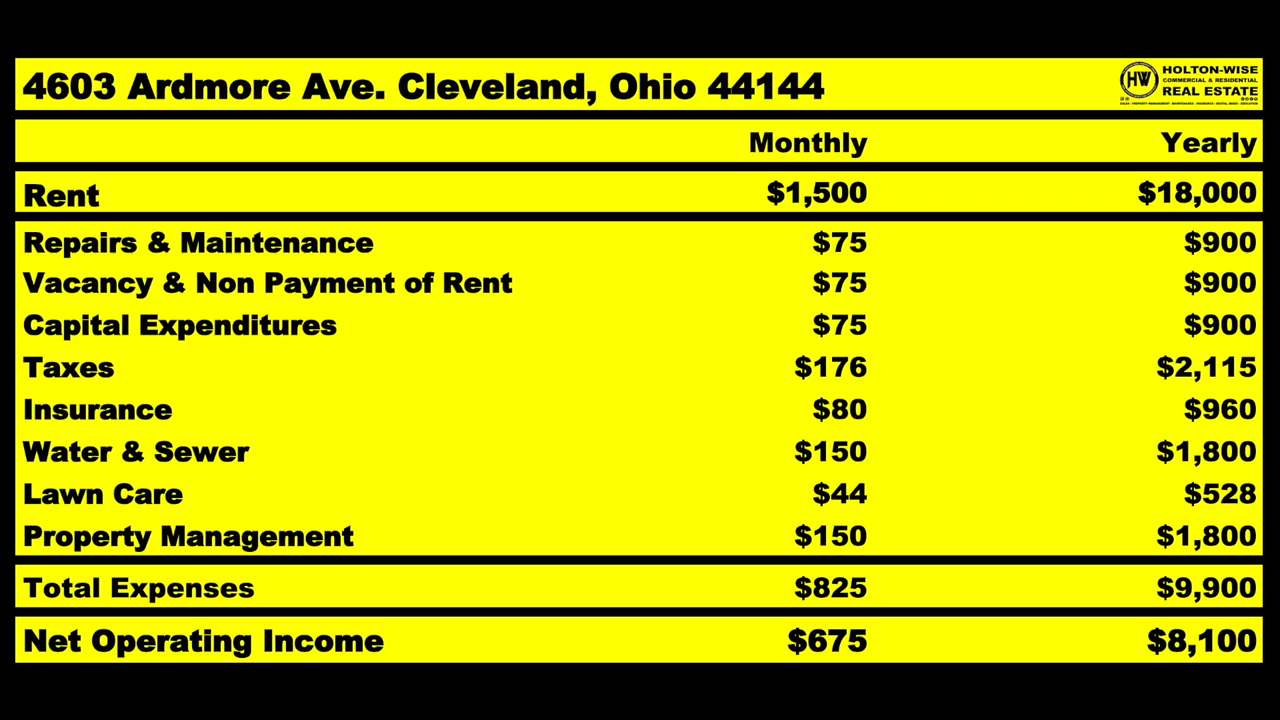 4603 Ardmore Ave. Cleveland, Ohio 44144
HW
HOLTON-WISE
COMMERCIAL & RESIDENTIAL
REAL ESTATE
Monthly Yearly
Rent $1,500 $18,000
Repairs & Maintenance $75 $900
Vacancy & Non Payment of Rent $75 $900
Capital Expenditures $75 $900
Taxes $176 $2,115
Insurance $80 $960
Water & Sewer $150 $1,800
Lawn Care $44 $528
Property Management $150 $1,800
Total Expenses $825 $9,900
Net Operating Income $675 $8,100